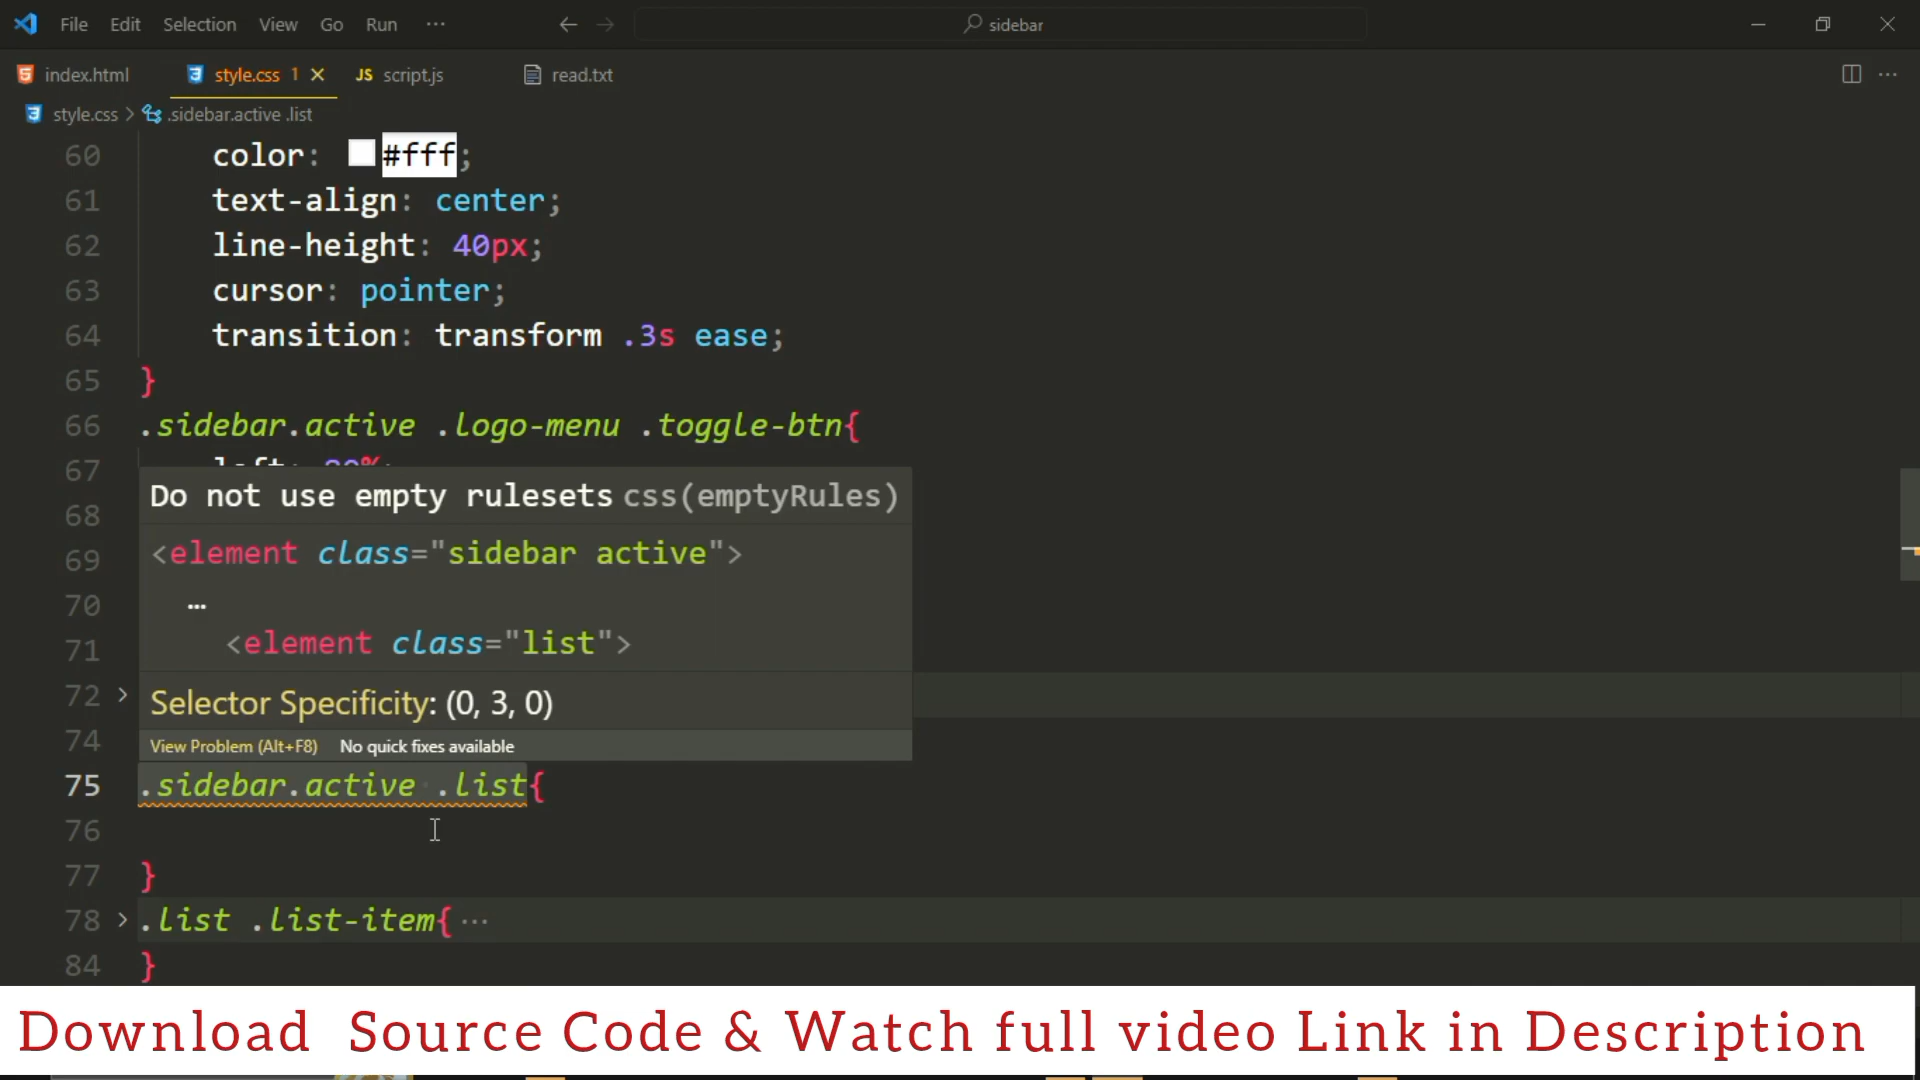 File Edit Selection View Go Run ··· sidebar
index.html style.css 1 JS script.js read.txt
style.css > .sidebar.active .list
60 color: #fff;
61 text-align: center;
62 line-height: 40px;
63 cursor: pointer;
64 transition: transform .3s ease;
65 }
66 .sidebar.active .logo-menu .toggle-btn{
67
68
69
70
71
72 >
74
Do not use empty rulesets css(emptyRules)
<element class="sidebar active">
…
<element class="list">
Selector Specificity: (0, 3, 0)
View Problem (Alt+F8) No quick fixes available
75 .sidebar.active .list{
76
77 }
78 > .list .list-item{ ···
84 }
Download Source Code & Watch full video Link in Description